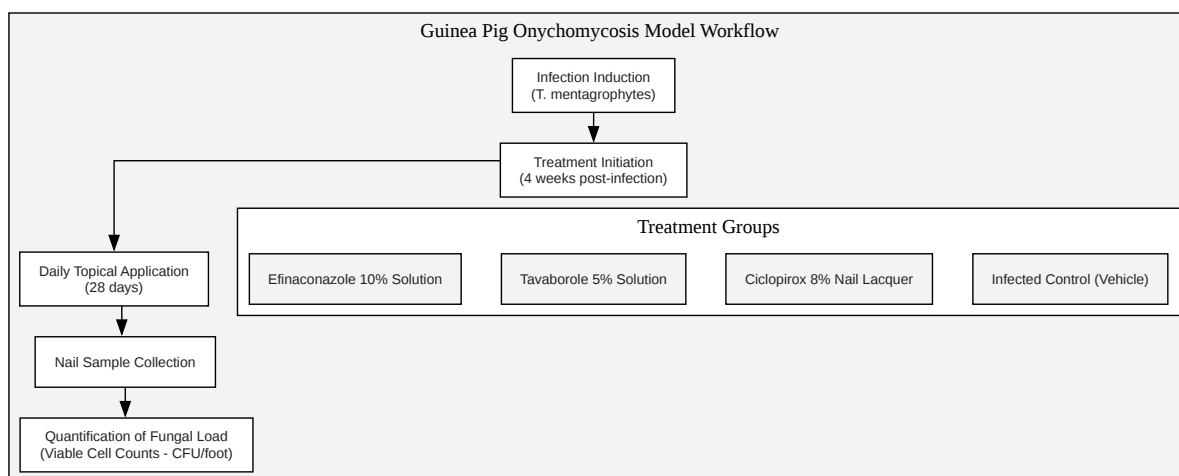 Guinea Pig Onychomycosis Model Workflow
Infection Induction
(T. mentagrophytes)
Treatment Initiation
(4 weeks post-infection)
Treatment Groups
Efinaconazole 10% Solution
Tavaborole 5% Solution
Ciclopirox 8% Nail Lacquer
Infected Control (Vehicle)
Daily Topical Application
(28 days)
Nail Sample Collection
Quantification of Fungal Load
(Viable Cell Counts - CFU/foot)